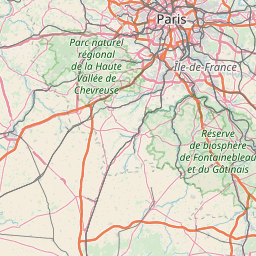 Paris
Parc naturel
régional
de la Haute
Vallée de
Chevreuse
Île-de-France
Réserve
de biosphère
de Fontainebleau
et du Gâtinais